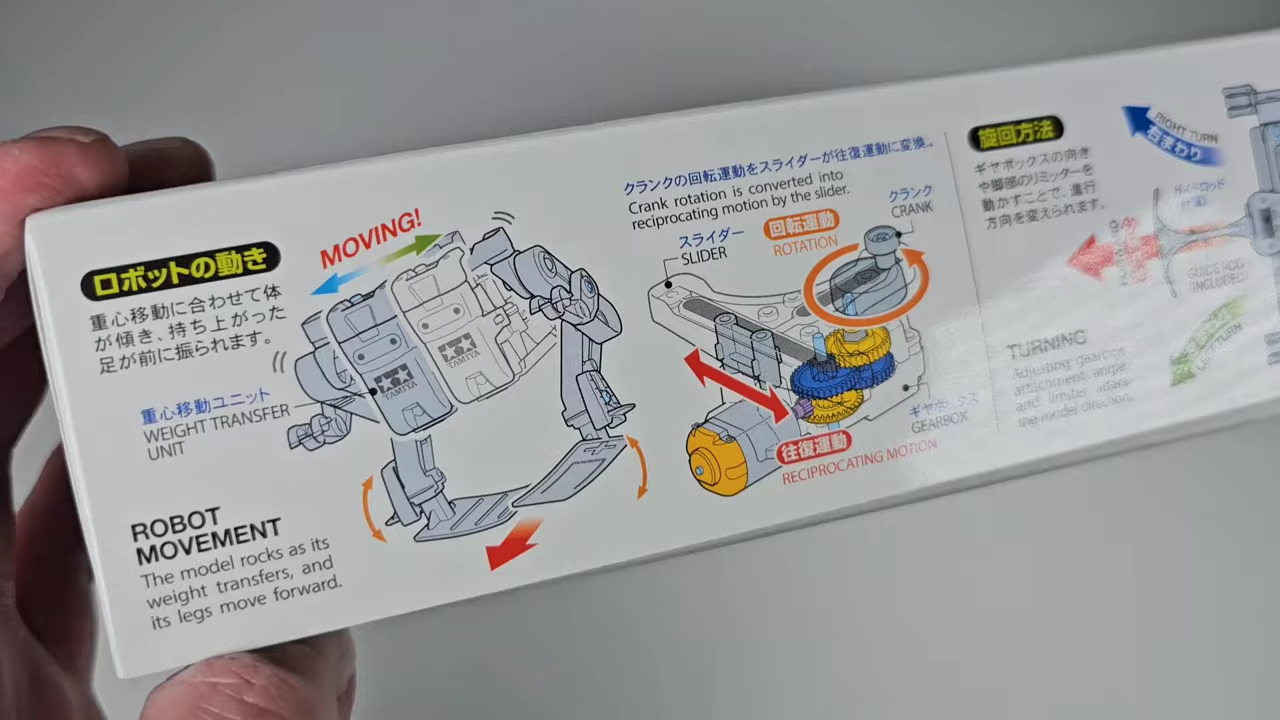 ロボットの動き
重心移動に合わせて体
が傾き、持ち上がった
足が前に振られます。
MOVING!
重心移動ユニット
WEIGHT TRANSFER
UNIT
TAMIYA
TAMIYA
ROBOT
MOVEMENT
The model rocks as its
weight transfers, and
its legs move forward.
クランクの回転運動をスライダーが往復運動に変換。
Crank rotation is converted into
reciprocating motion by the slider.
スライダー
SLIDER
回転運動
ROTATION
クランク
CRANK
ギヤボックス
GEARBOX
往復運動
RECIPROCATING MOTION
旋回方法
ギヤボックスの向き
や脚部のリミッターを
動かすことで、進行
方向を変えられます。
RIGHT TURN
右まわり
ガイドロッド
GUIDE ROD
INCLUDED
TURN
TURNING
Adjusting gearbox
attachment angle
and limiters alters
the model direction.